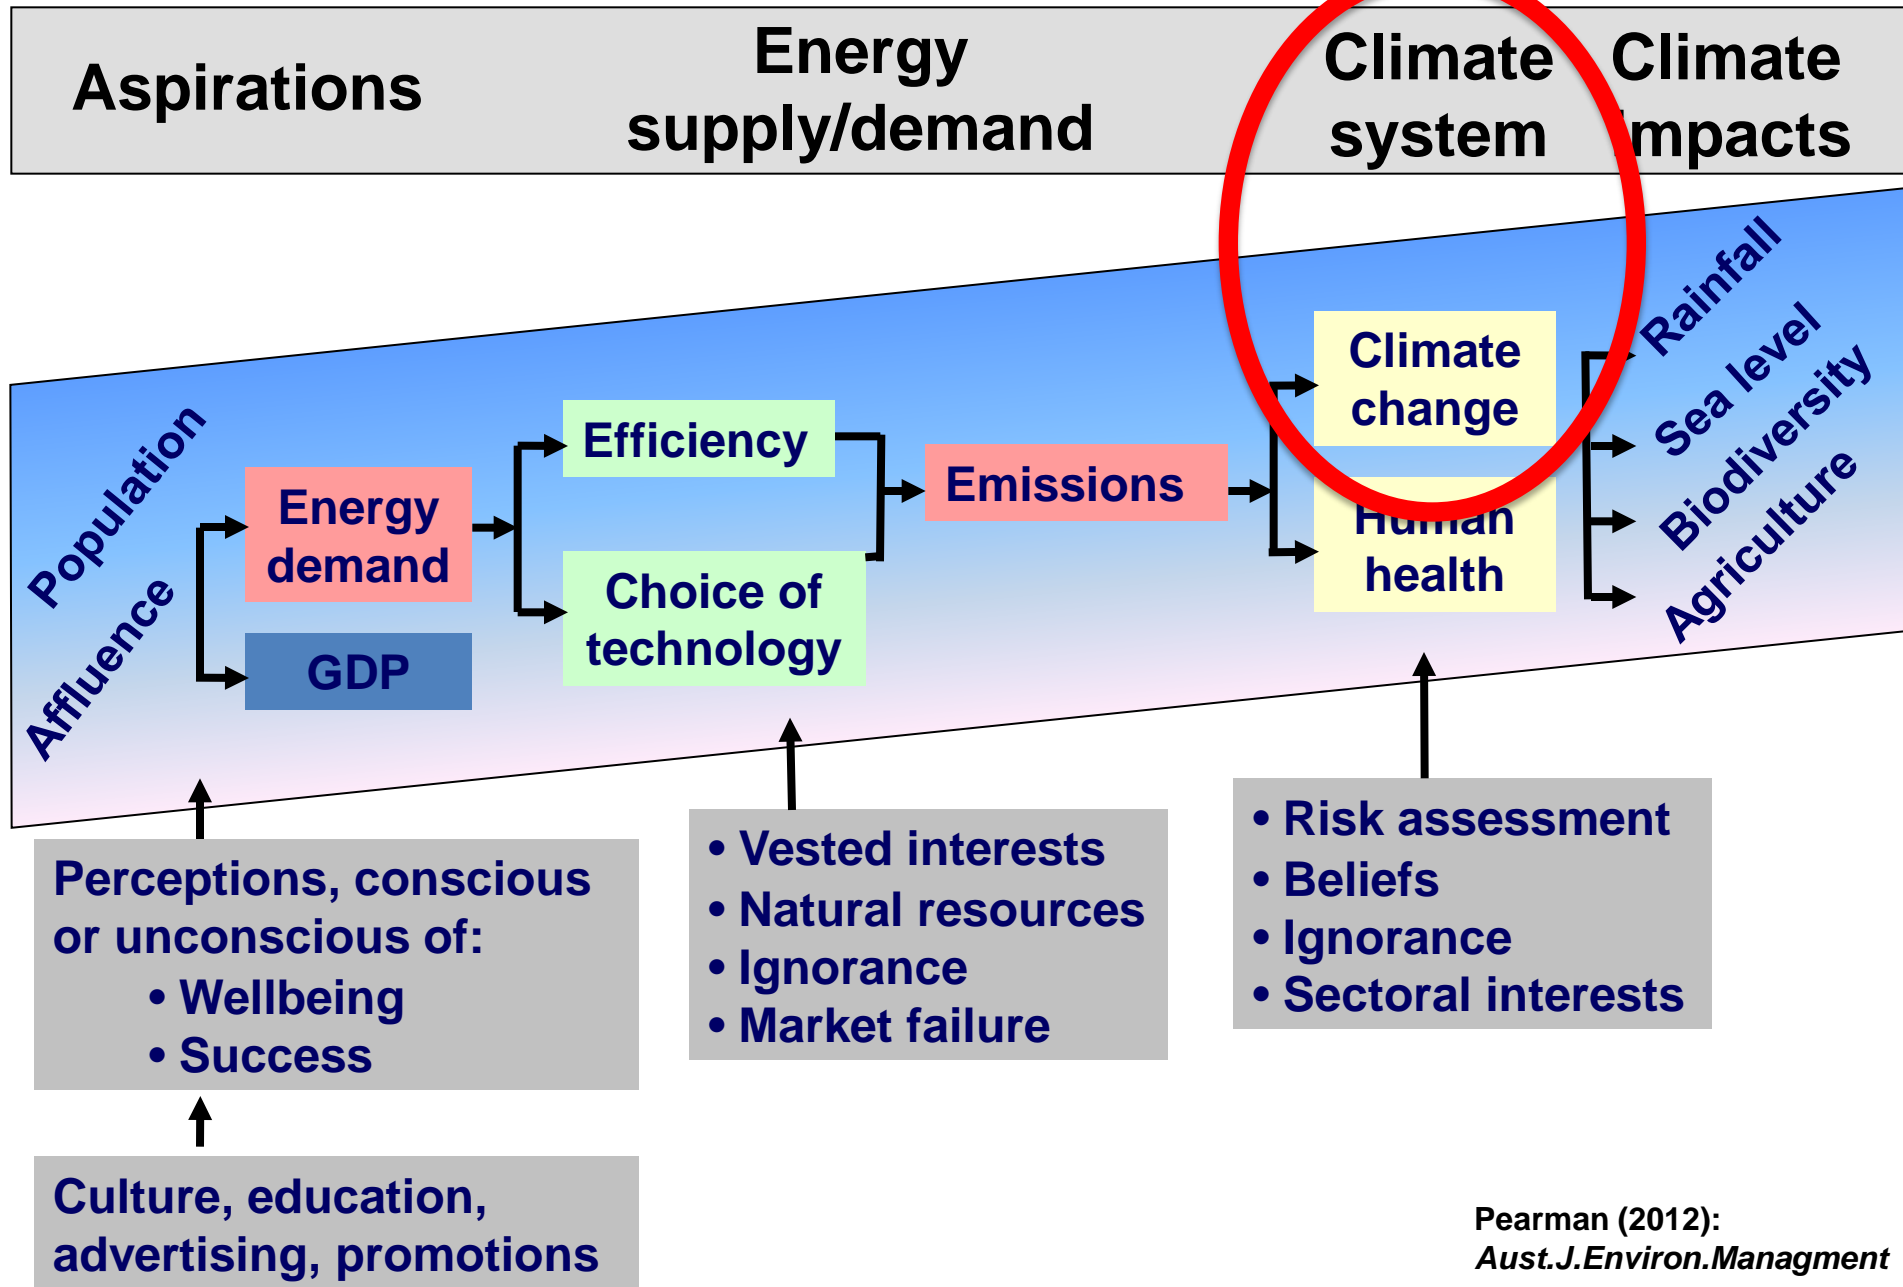 Aspirations
Energy
supply/demand
Climate
system
Climate
impacts
Population
Affluence
Energy
demand
GDP
Efficiency
Choice of
technology
Emissions
Climate
change
Human
health
Rainfall
Sea level
Biodiversity
Agriculture
Perceptions, conscious
or unconscious of:
• Wellbeing
• Success
Culture, education,
advertising, promotions
• Vested interests
• Natural resources
• Ignorance
• Market failure
• Risk assessment
• Beliefs
• Ignorance
• Sectoral interests
Pearman (2012):
Aust.J.Environ.Managment